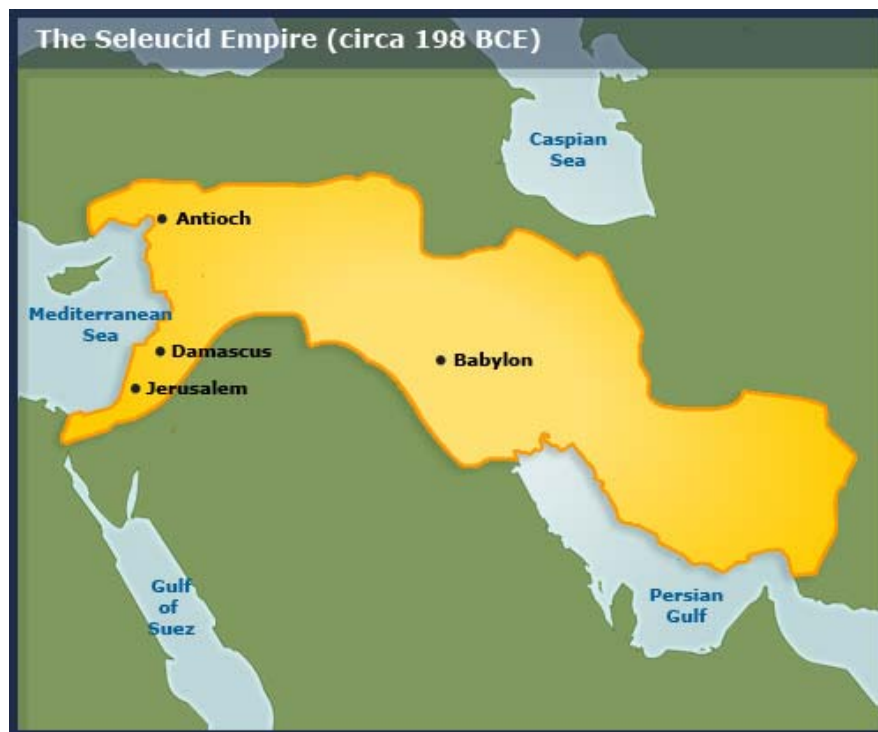 The Seleucid Empire (circa 198 BCE)
Caspian
Sea
Antioch
Mediterranean
Sea
Damascus
Babylon
Jerusalem
Gulf
of
Suez
Persian
Gulf